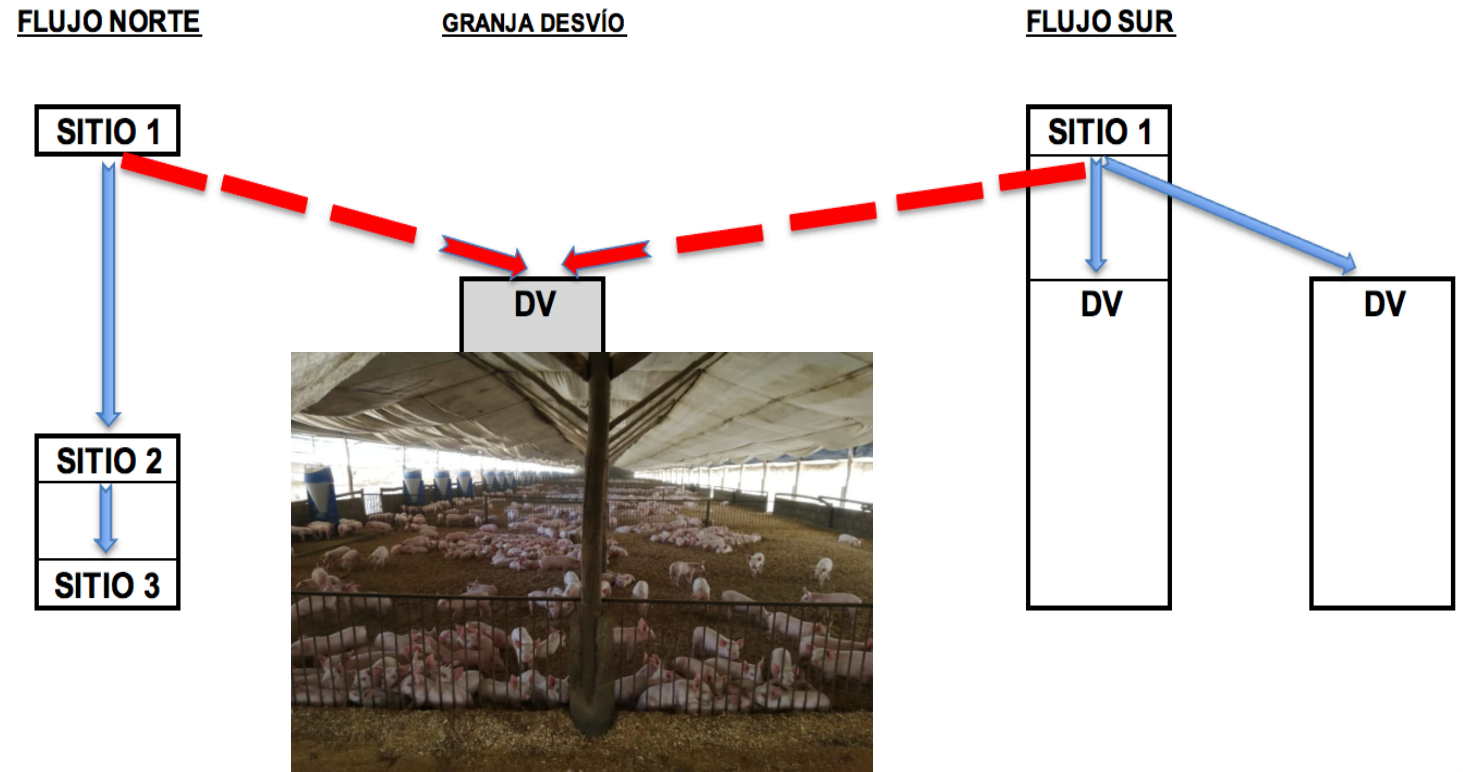 FLUJO NORTE
GRANJA DESVÍO
FLUJO SUR
SITIO 1
SITIO 1
DV
DV
DV
SITIO 2
SITIO 3